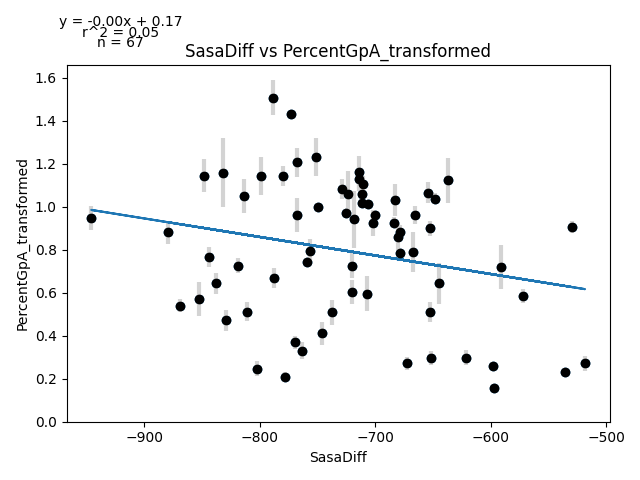 y = -0.00x + 0.17
r^2 = 0.05
n = 67
SasaDiff vs PercentGpA_transformed
1.6
1.4
1.2
1.0
0.8
0.6
0.4
0.2
0.0
PercentGpA_transformed
−900 −800 −700 −600 −500
SasaDiff